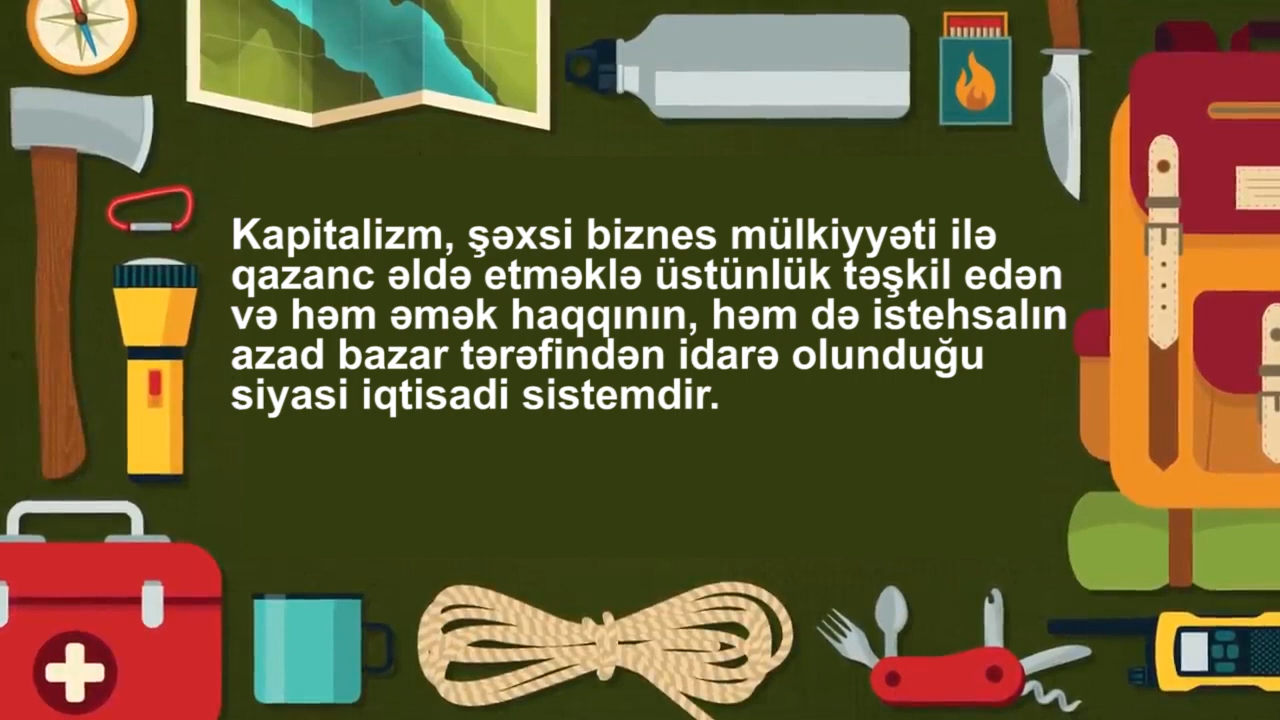 Kapitalizm, şəxsi biznes mülkiyyəti ilə
qazanc əldə etməklə üstünlük təşkil edən
və həm əmək haqqının, həm də istehsalın
azad bazar tərəfindən idarə olunduğu
siyasi iqtisadi sistemdir.